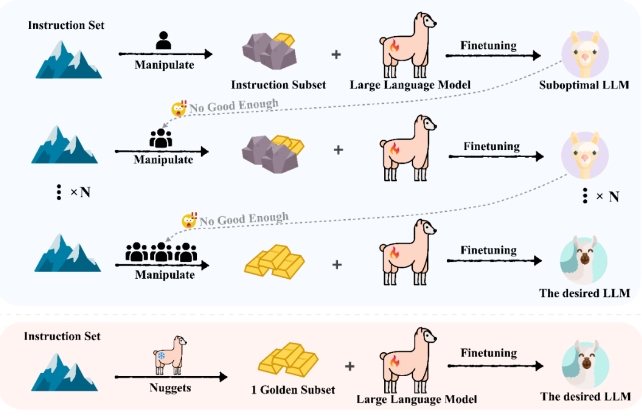 Instruction Set
Manipulate
Instruction Subset
+
Large Language Model
Finetuning
Suboptimal LLM
No Good Enough
Manipulate
+
Finetuning
× N
× N
No Good Enough
Manipulate
+
Finetuning
The desired LLM
Instruction Set
Nuggets
1 Golden Subset
+
Large Language Model
Finetuning
The desired LLM